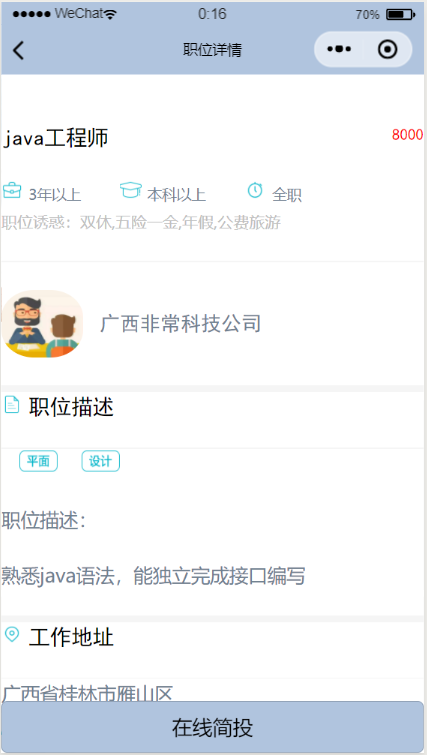 WeChat 0:16 70%
职位详情
java工程师 8000
3年以上 本科以上 全职
职位诱惑：双休,五险一金,年假,公费旅游
广西非常科技公司
职位描述
平面 设计
职位描述：
熟悉java语法，能独立完成接口编写
工作地址
广西省桂林市雁山区
在线简投